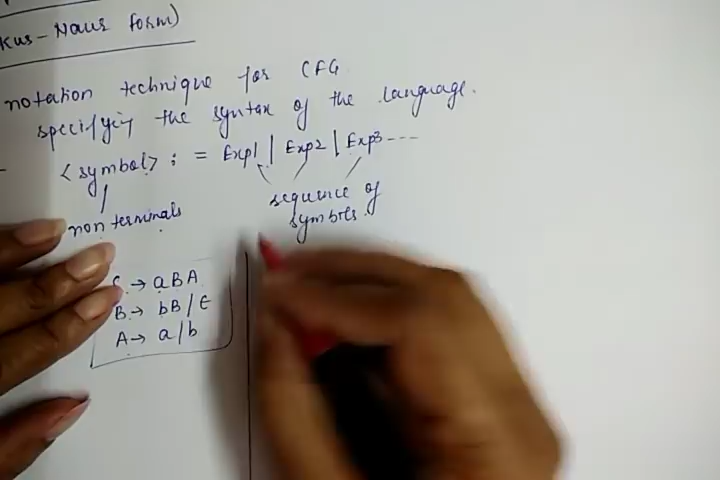 kus-Naur form)
notation technique for CFG
specifying the syntax of the language.
<symbol> : = Exp1 | Exp2 | Exp3 ---
sequence of
symbols.
non terminals
→ aBA
B → bB / ϵ
A → a / b